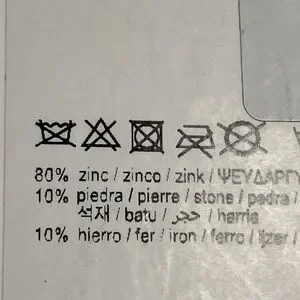 80% zinc / zinco / zink / ΨΕΥΔΑΡΓΥ
10% piedra / pierre / stone / pedra /
석재 / batu / حجر / harris
10% hierro / fer / iron / ferro / ijzer /